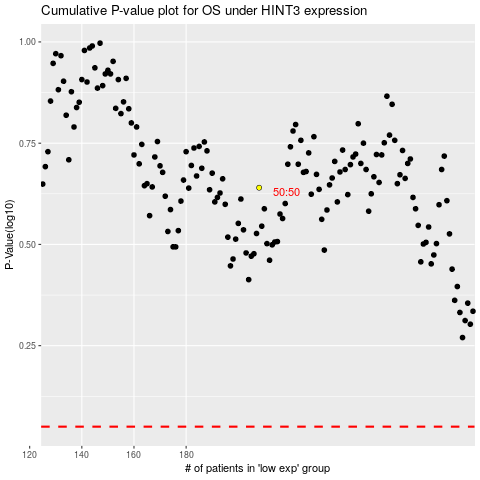 Cumulative P-value plot for OS under HINT3 expression
P-Value(log10)
1.00
0.75
0.50
0.25
50:50
120 140 160 180
# of patients in 'low exp' group